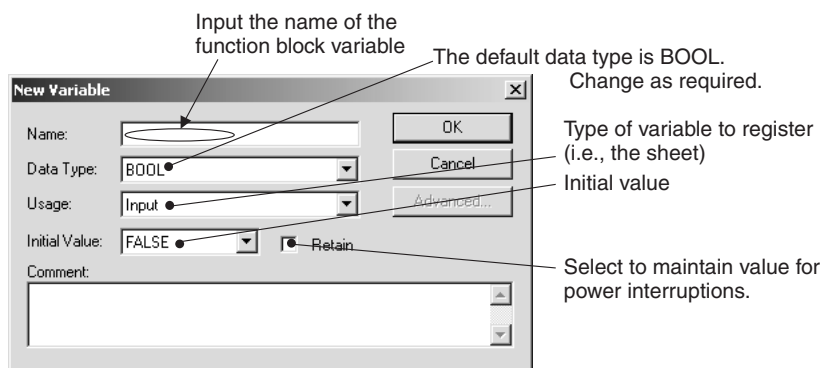 Input the name of the
function block variable
The default data type is BOOL.
Change as required.
New Variable
Name:
OK
Type of variable to register
(i.e., the sheet)
Data Type:
BOOL
Cancel
Initial value
Usage:
Input
Advanced...
Initial Value:
FALSE
Retain
Select to maintain value for
power interruptions.
Comment: